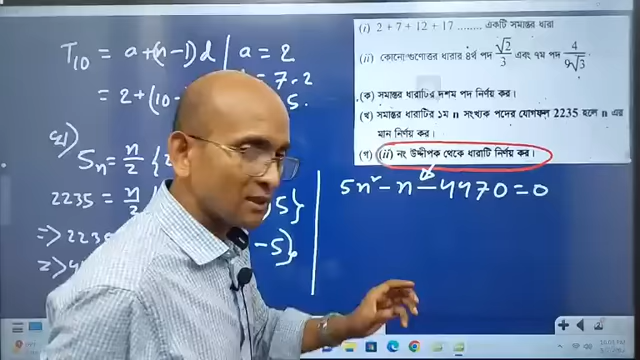 (i) 2 + 7 + 12 + 17 ........ একটি সমান্তর ধারা
(ii) কোনো গুণোত্তর ধারার ৪র্থ পদ √2/3 এবং ৭ম পদ 4/9√3
(ক) সমান্তর ধারাটির দশম পদ নির্ণয় কর।
(খ) সমান্তর ধারাটির ১ম n সংখ্যক পদের যোগফল 2235 হলে n এর
মান নির্ণয় কর।
(গ) (ii) নং উদ্দীপক থেকে ধারাটি নির্ণয় কর।
T10 = a+(n-1)d | a = 2
= 7-2
= 2+(10- 5.
খ)
Sn = n/2 {2
2235 = n/2 5}
=> 223 -5}
=>
5n² - n - 4470 = 0